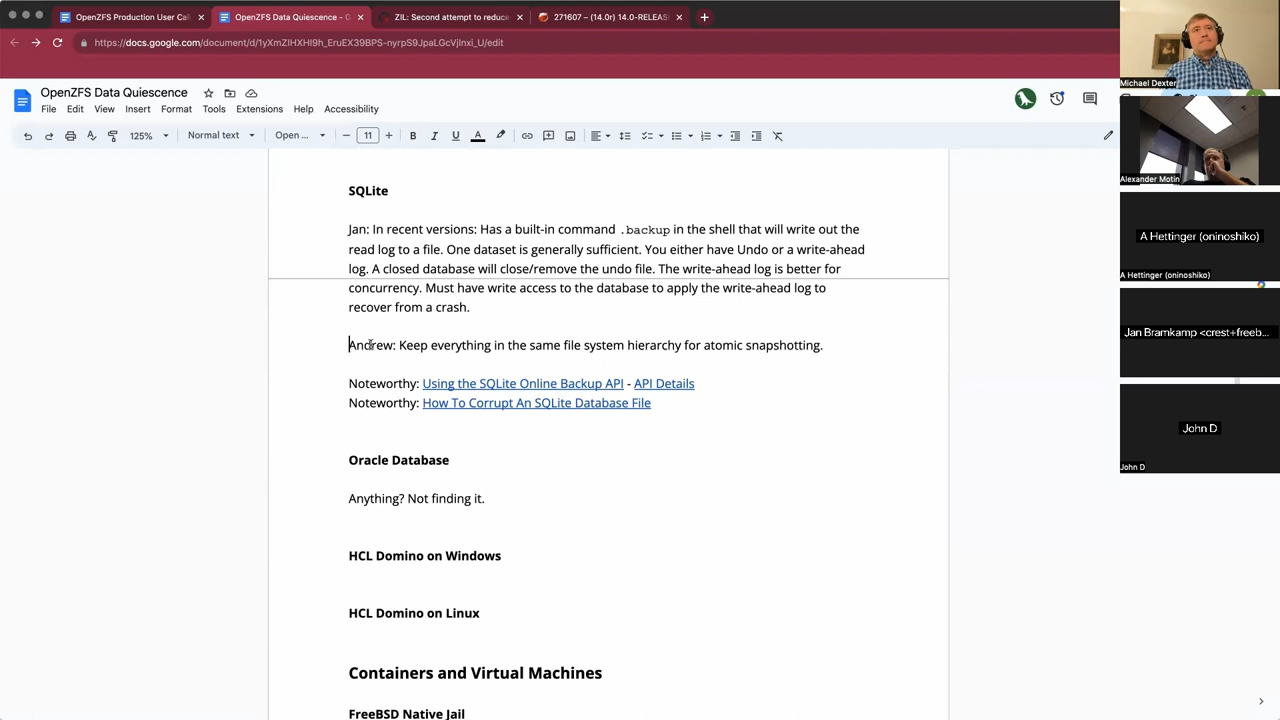 OpenZFS Production User Cal
OpenZFS Data Quiescence - G
ZIL: Second attempt to reduce
271607 – (14.0r) 14.0-RELEAS
https://docs.google.com/document/d/1yXmZIHXHl9h_EruEX39BPS-nyrpS9JpaLGcVjlnxi_U/edit
OpenZFS Data Quiescence
File Edit View Insert Format Tools Extensions Help Accessibility
125% Normal text Open ... 11 B I U A
SQLite
Jan: In recent versions: Has a built-in command .backup in the shell that will write out the
read log to a file. One dataset is generally sufficient. You either have Undo or a write-ahead
log. A closed database will close/remove the undo file. The write-ahead log is better for
concurrency. Must have write access to the database to apply the write-ahead log to
recover from a crash.
Andrew: Keep everything in the same file system hierarchy for atomic snapshotting.
Noteworthy: Using the SQLite Online Backup API - API Details
Noteworthy: How To Corrupt An SQLite Database File
Oracle Database
Anything? Not finding it.
HCL Domino on Windows
HCL Domino on Linux
Containers and Virtual Machines
FreeBSD Native Jail
Michael Dexter
Alexander Motin
A Hettinger (oninoshiko)
A Hettinger (oninoshiko)
Jan Bramkamp <crest+freeb...
John D
John D